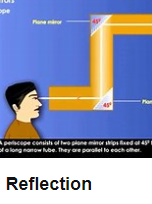 Plane mirror
45°
45°
A periscope consists of two plane mirror strips fixed at 45°
of a long narrow tube. They are parallel to each other.
Reflection